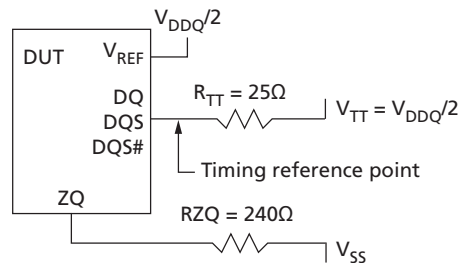 V_DDQ/2
DUT
V_REF
DQ
DQS
DQS#
ZQ
R_TT = 25Ω
V_TT = V_DDQ/2
Timing reference point
RZQ = 240Ω
V_SS